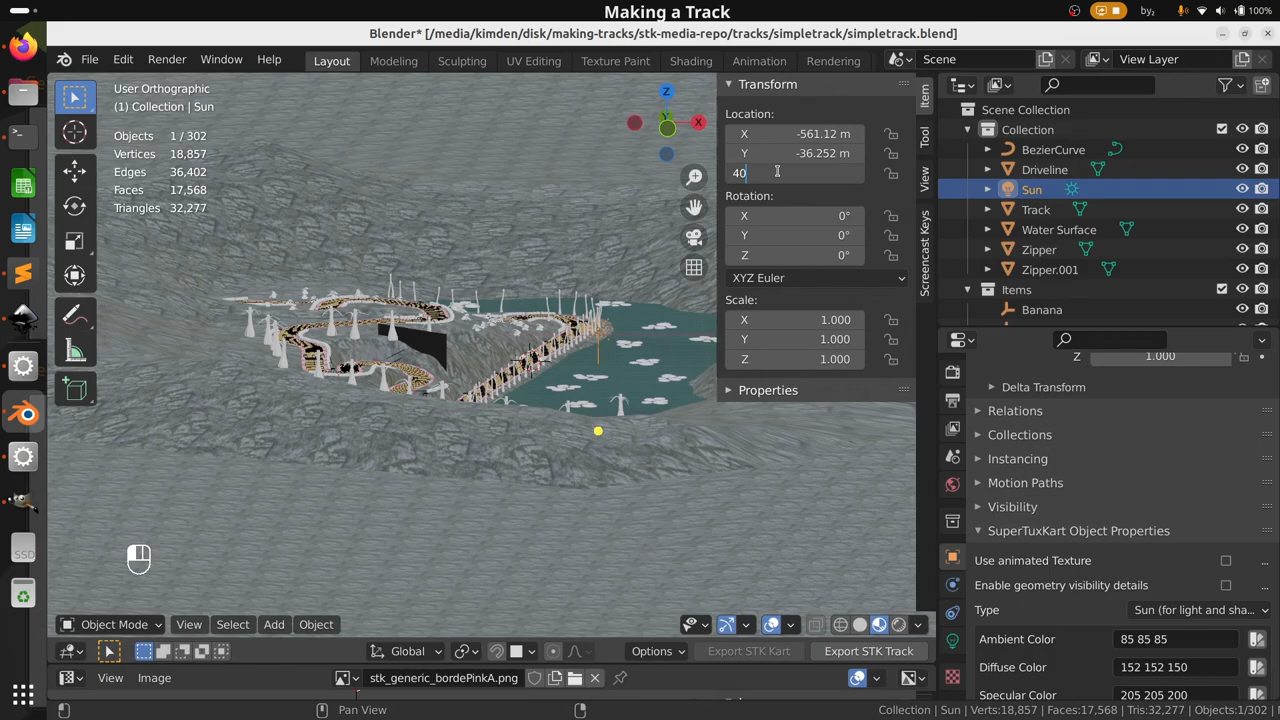 Making a Track
by₂
100%
Blender* [/media/kimden/disk/making-tracks/stk-media-repo/tracks/simpletrack/simpletrack.blend]
File Edit Render Window Help
Layout Modeling Sculpting UV Editing Texture Paint Shading Animation Rendering
Scene
View Layer
User Orthographic
(1) Collection | Sun
Objects 1 / 302
Vertices 18,857
Edges 36,402
Faces 17,568
Triangles 32,277
Z
X
Y
Transform
Location:
X -561.12 m
Y -36.252 m
40
Rotation:
X 0°
Y 0°
Z 0°
XYZ Euler
Scale:
X 1.000
Y 1.000
Z 1.000
Properties
Item
Tool
View
Screencast Keys
Scene Collection
Collection
BezierCurve
Driveline
Sun
Track
Water Surface
Zipper
Zipper.001
Items
Banana
Z 1.000
Delta Transform
Relations
Collections
Instancing
Motion Paths
Visibility
SuperTuxKart Object Properties
Use animated Texture ...
Enable geometry visibility details ...
Type Sun (for light and sha... ...
Ambient Color 85 85 85
Diffuse Color 152 152 150
Specular Color 205 205 200
SSD
Object Mode View Select Add Object
Global
Options
Export STK Kart
Export STK Track
View Image
stk_generic_bordePinkA.png
Pan View
Collection | Sun | Verts:18,857 | Faces:17,568 | Tris:32,277 | Objects:1/302